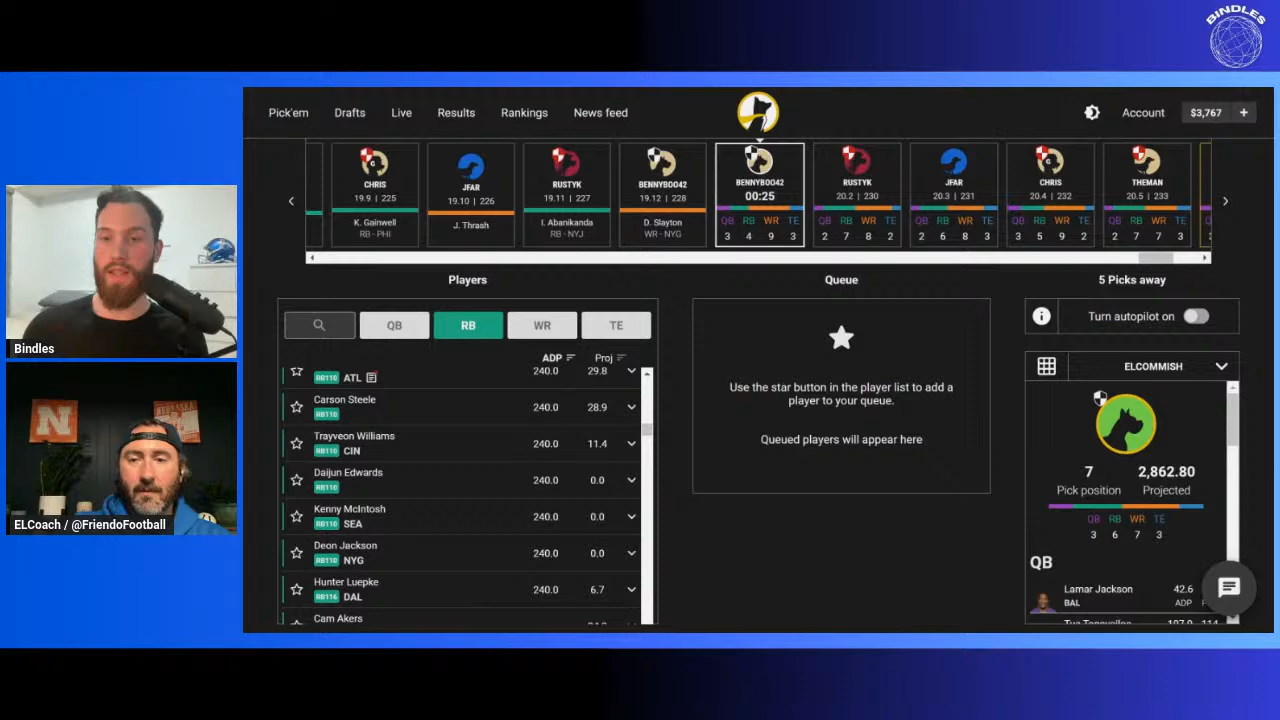 BINDLES
Pick'em Drafts Live Results Rankings News feed Account $3,767 +
CHRIS
19.9 | 225
K. Gainwell
RB - PHI
JFAR
19.10 | 226
J. Thrash
RUSTYK
19.11 | 227
I. Abanikanda
RB - NYJ
BENNYBOO42
19.12 | 228
D. Slayton
WR - NYG
BENNYBOO42
00:25
QB RB WR TE
3 4 9 3
RUSTYK
20.2 | 230
QB RB WR TE
2 7 8 2
JFAR
20.3 | 231
QB RB WR TE
2 6 8 3
CHRIS
20.4 | 232
QB RB WR TE
3 5 9 2
THEMAN
20.5 | 233
QB RB WR TE
2 7 7 3
Players
QB RB WR TE
ADP Proj
RB110 ATL 240.0 29.8
Carson Steele
RB110 240.0 28.9
Trayveon Williams
RB110 CIN 240.0 11.4
Daijun Edwards
RB110 240.0 0.0
Kenny McIntosh
RB110 SEA 240.0 0.0
Deon Jackson
RB110 NYG 240.0 0.0
Hunter Luepke
RB116 DAL 240.0 6.7
Cam Akers
Queue
Use the star button in the player list to add a
player to your queue.
Queued players will appear here
5 Picks away
Turn autopilot on
ELCOMMISH
7 2,862.80
Pick position Projected
QB RB WR TE
3 6 7 3
QB
Lamar Jackson 42.6
BAL ADP
Bindles
N
ELCoach / @FriendoFootball